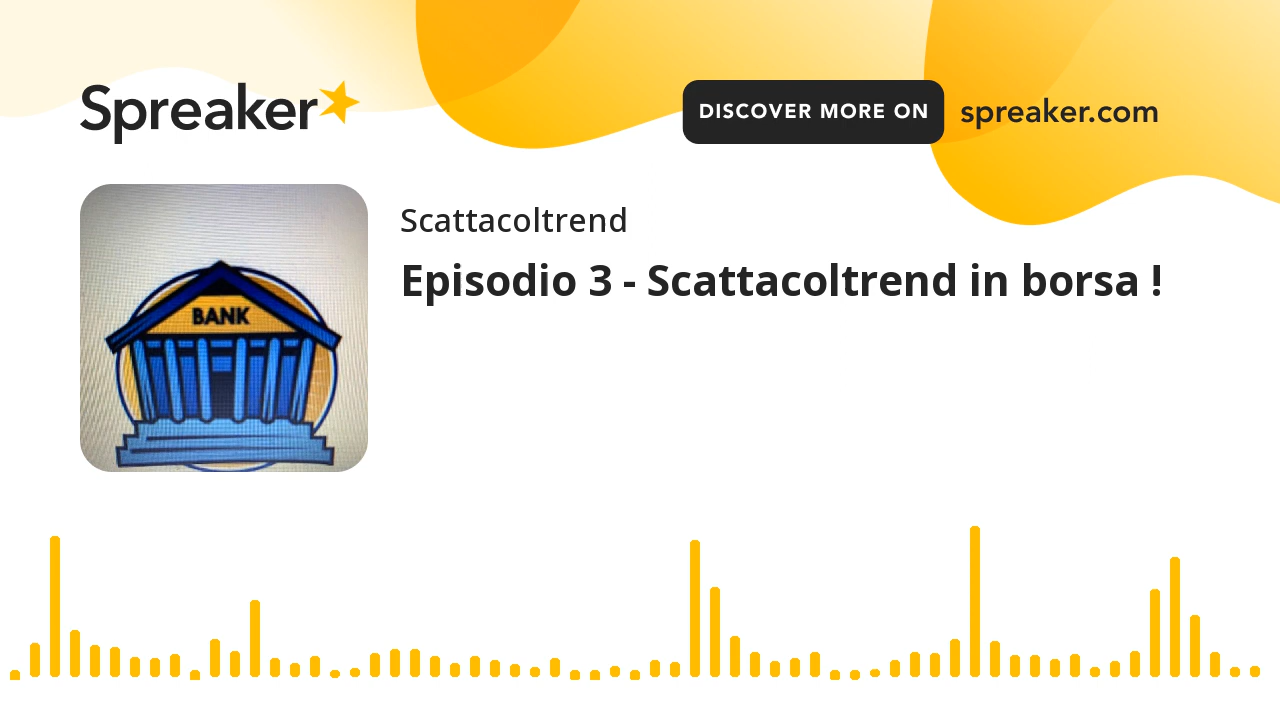 Spreaker
DISCOVER MORE ON spreaker.com
BANK
Scattacoltrend
Episodio 3 - Scattacoltrend in borsa !